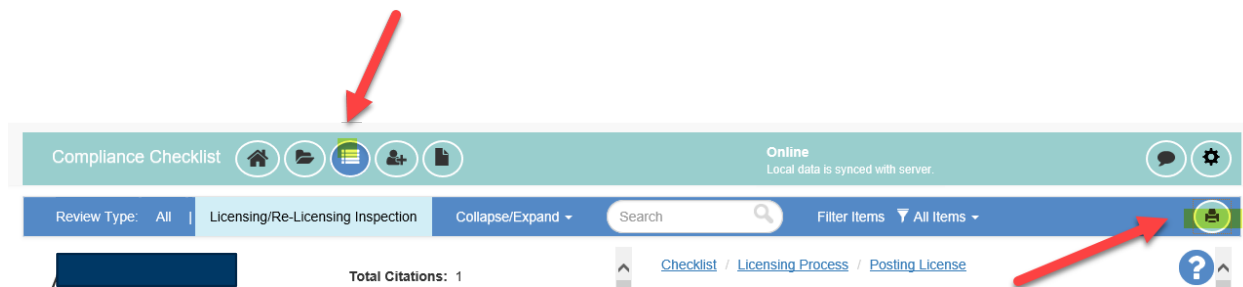 Compliance Checklist
Online
Local data is synced with server.
Review Type: All | Licensing/Re-Licensing Inspection Collapse/Expand Search Filter Items All Items
Total Citations: 1
Checklist / Licensing Process / Posting License
?